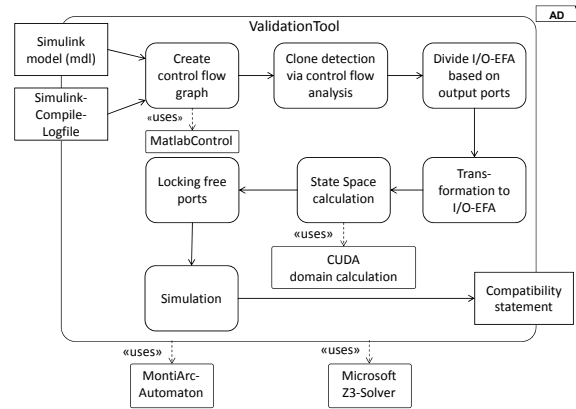 ValidationTool
AD
Simulink
model (mdl)
Simulink-
Compile-
Logfile
Create
control flow
graph
Clone detection
via control flow
analysis
Divide I/O-EFA
based on
output ports
«uses»
MatlabControl
Locking free
ports
State Space
calculation
Trans-
formation to
I/O-EFA
«uses»
CUDA
domain calculation
Simulation
Compatibility
statement
«uses»
«uses»
MontiArc-
Automaton
Microsoft
Z3-Solver